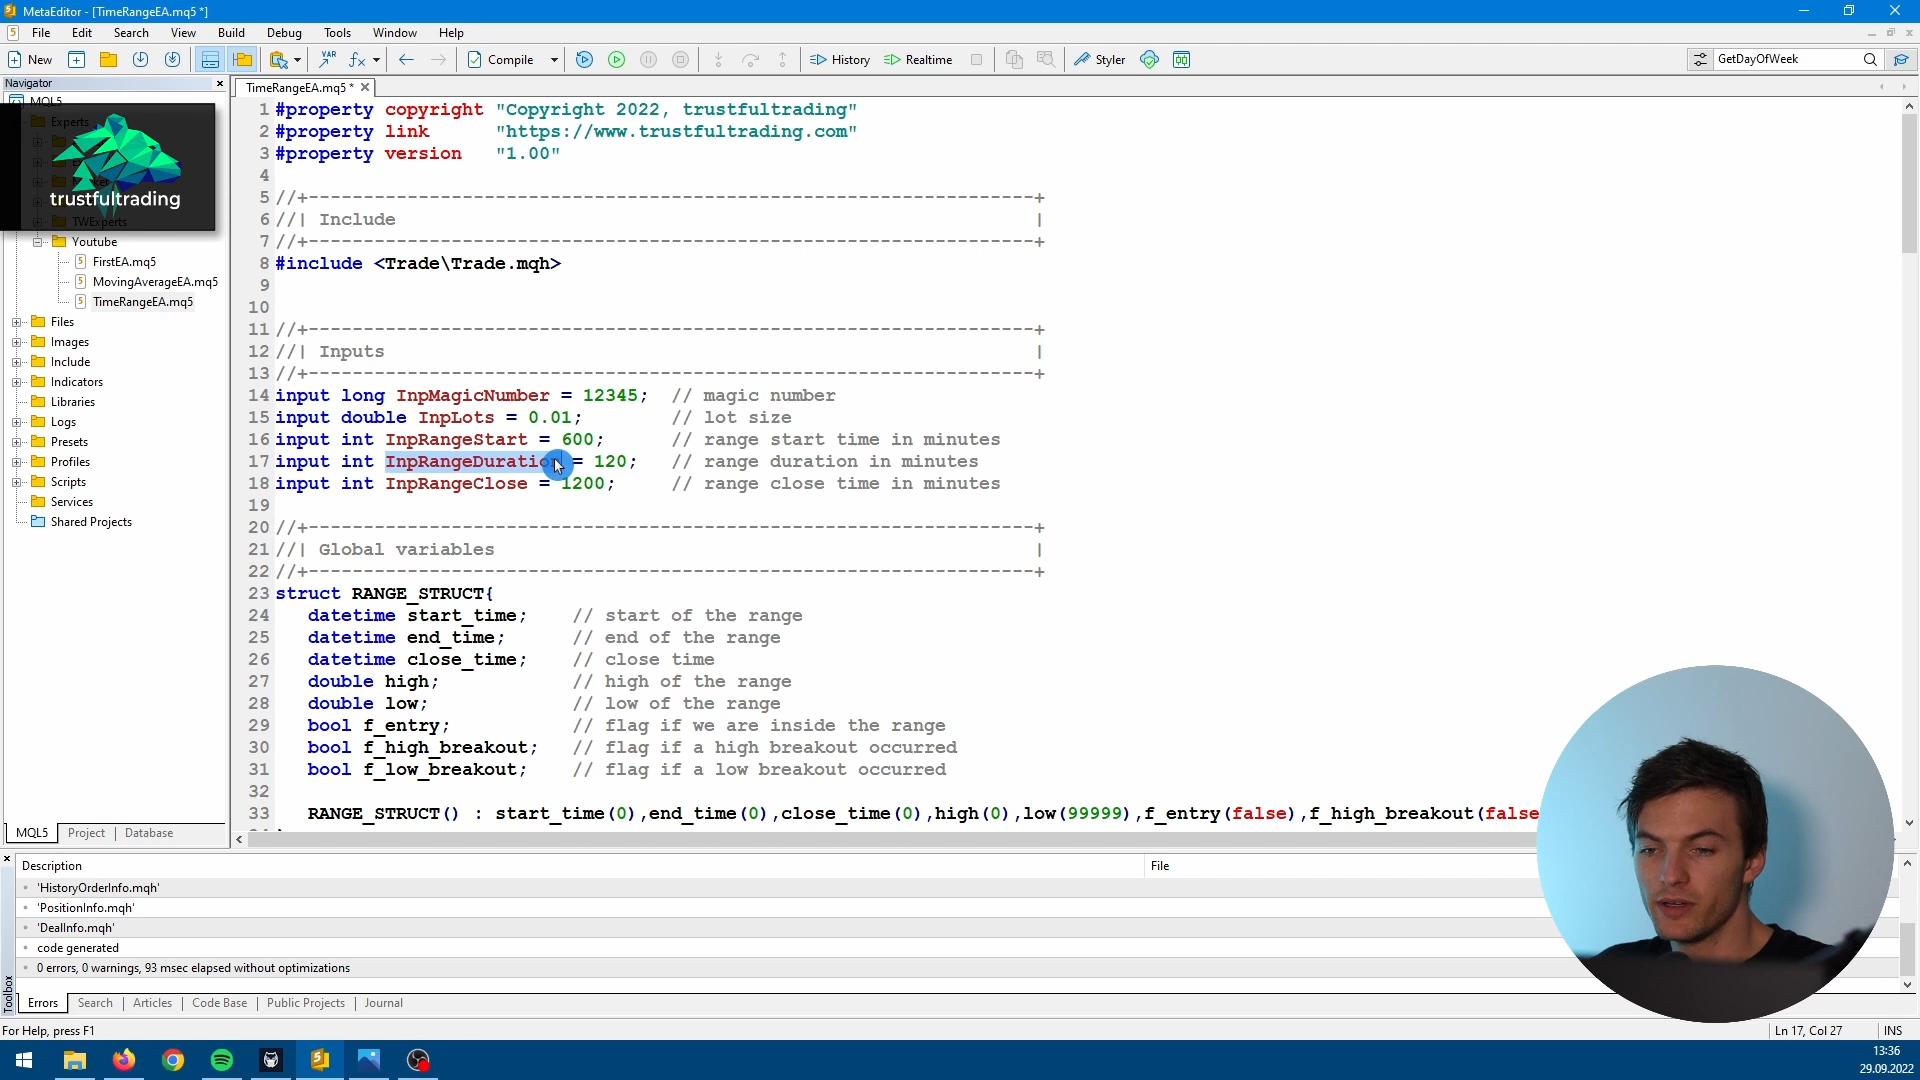 MetaEditor - [TimeRangeEA.mq5 *]
File Edit Search View Build Debug Tools Window Help
New
VAR
Compile
History
Realtime
Styler
GetDayOfWeek
Navigator
TimeRangeEA.mq5 *
MQL5
Experts
trustfultrading
TWExperts
Youtube
FirstEA.mq5
MovingAverageEA.mq5
TimeRangeEA.mq5
Files
Images
Include
Indicators
Libraries
Logs
Presets
Profiles
Scripts
Services
Shared Projects
MQL5 Project Database
1 #property copyright "Copyright 2022, trustfultrading"
2 #property link      "https://www.trustfultrading.com"
3 #property version   "1.00"
4
5 //+------------------------------------------------------------------+
6 //| Include                                                          |
7 //+------------------------------------------------------------------+
8 #include <Trade\Trade.mqh>
9
10
11 //+------------------------------------------------------------------+
12 //| Inputs                                                           |
13 //+------------------------------------------------------------------+
14 input long InpMagicNumber = 12345;  // magic number
15 input double InpLots = 0.01;        // lot size
16 input int InpRangeStart = 600;      // range start time in minutes
17 input int InpRangeDuration = 120;   // range duration in minutes
18 input int InpRangeClose = 1200;     // range close time in minutes
19
20 //+------------------------------------------------------------------+
21 //| Global variables                                                 |
22 //+------------------------------------------------------------------+
23 struct RANGE_STRUCT{
24    datetime start_time;    // start of the range
25    datetime end_time;      // end of the range
26    datetime close_time;    // close time
27    double high;            // high of the range
28    double low;             // low of the range
29    bool f_entry;           // flag if we are inside the range
30    bool f_high_breakout;   // flag if a high breakout occurred
31    bool f_low_breakout;    // flag if a low breakout occurred
32
33    RANGE_STRUCT() : start_time(0),end_time(0),close_time(0),high(0),low(99999),f_entry(false),f_high_breakout(false
Description File
'HistoryOrderInfo.mqh'
'PositionInfo.mqh'
'DealInfo.mqh'
code generated
0 errors, 0 warnings, 93 msec elapsed without optimizations
Toolbox
Errors Search Articles Code Base Public Projects Journal
For Help, press F1
Ln 17, Col 27
INS
13:36
29.09.2022